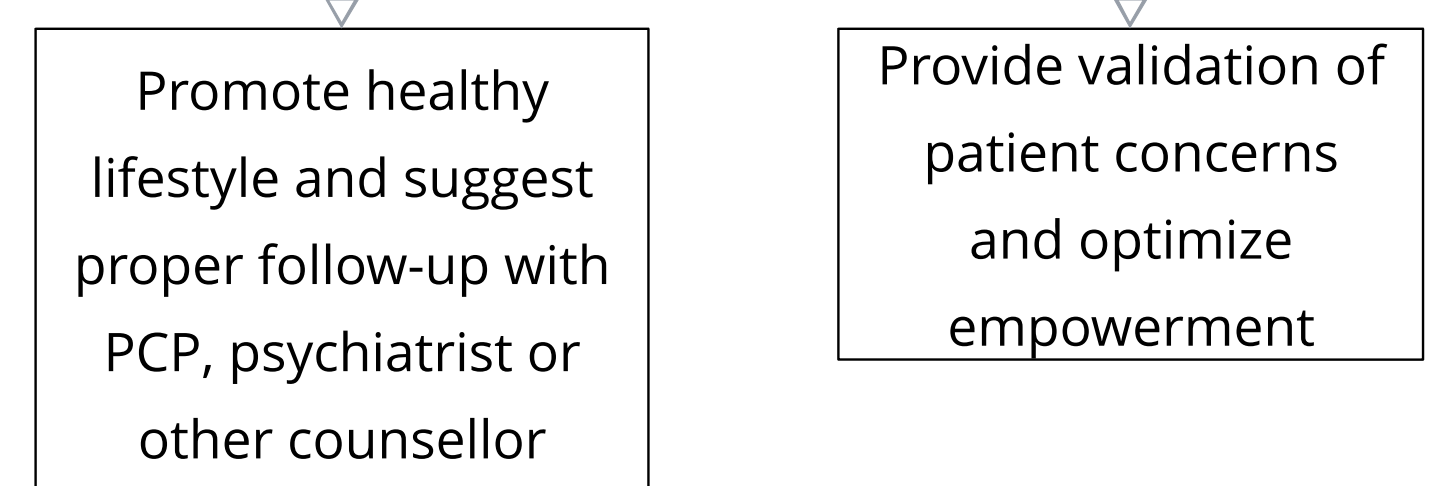 Promote healthy
lifestyle and suggest
proper follow-up with
PCP, psychiatrist or
other counsellor
Provide validation of
patient concerns
and optimize
empowerment